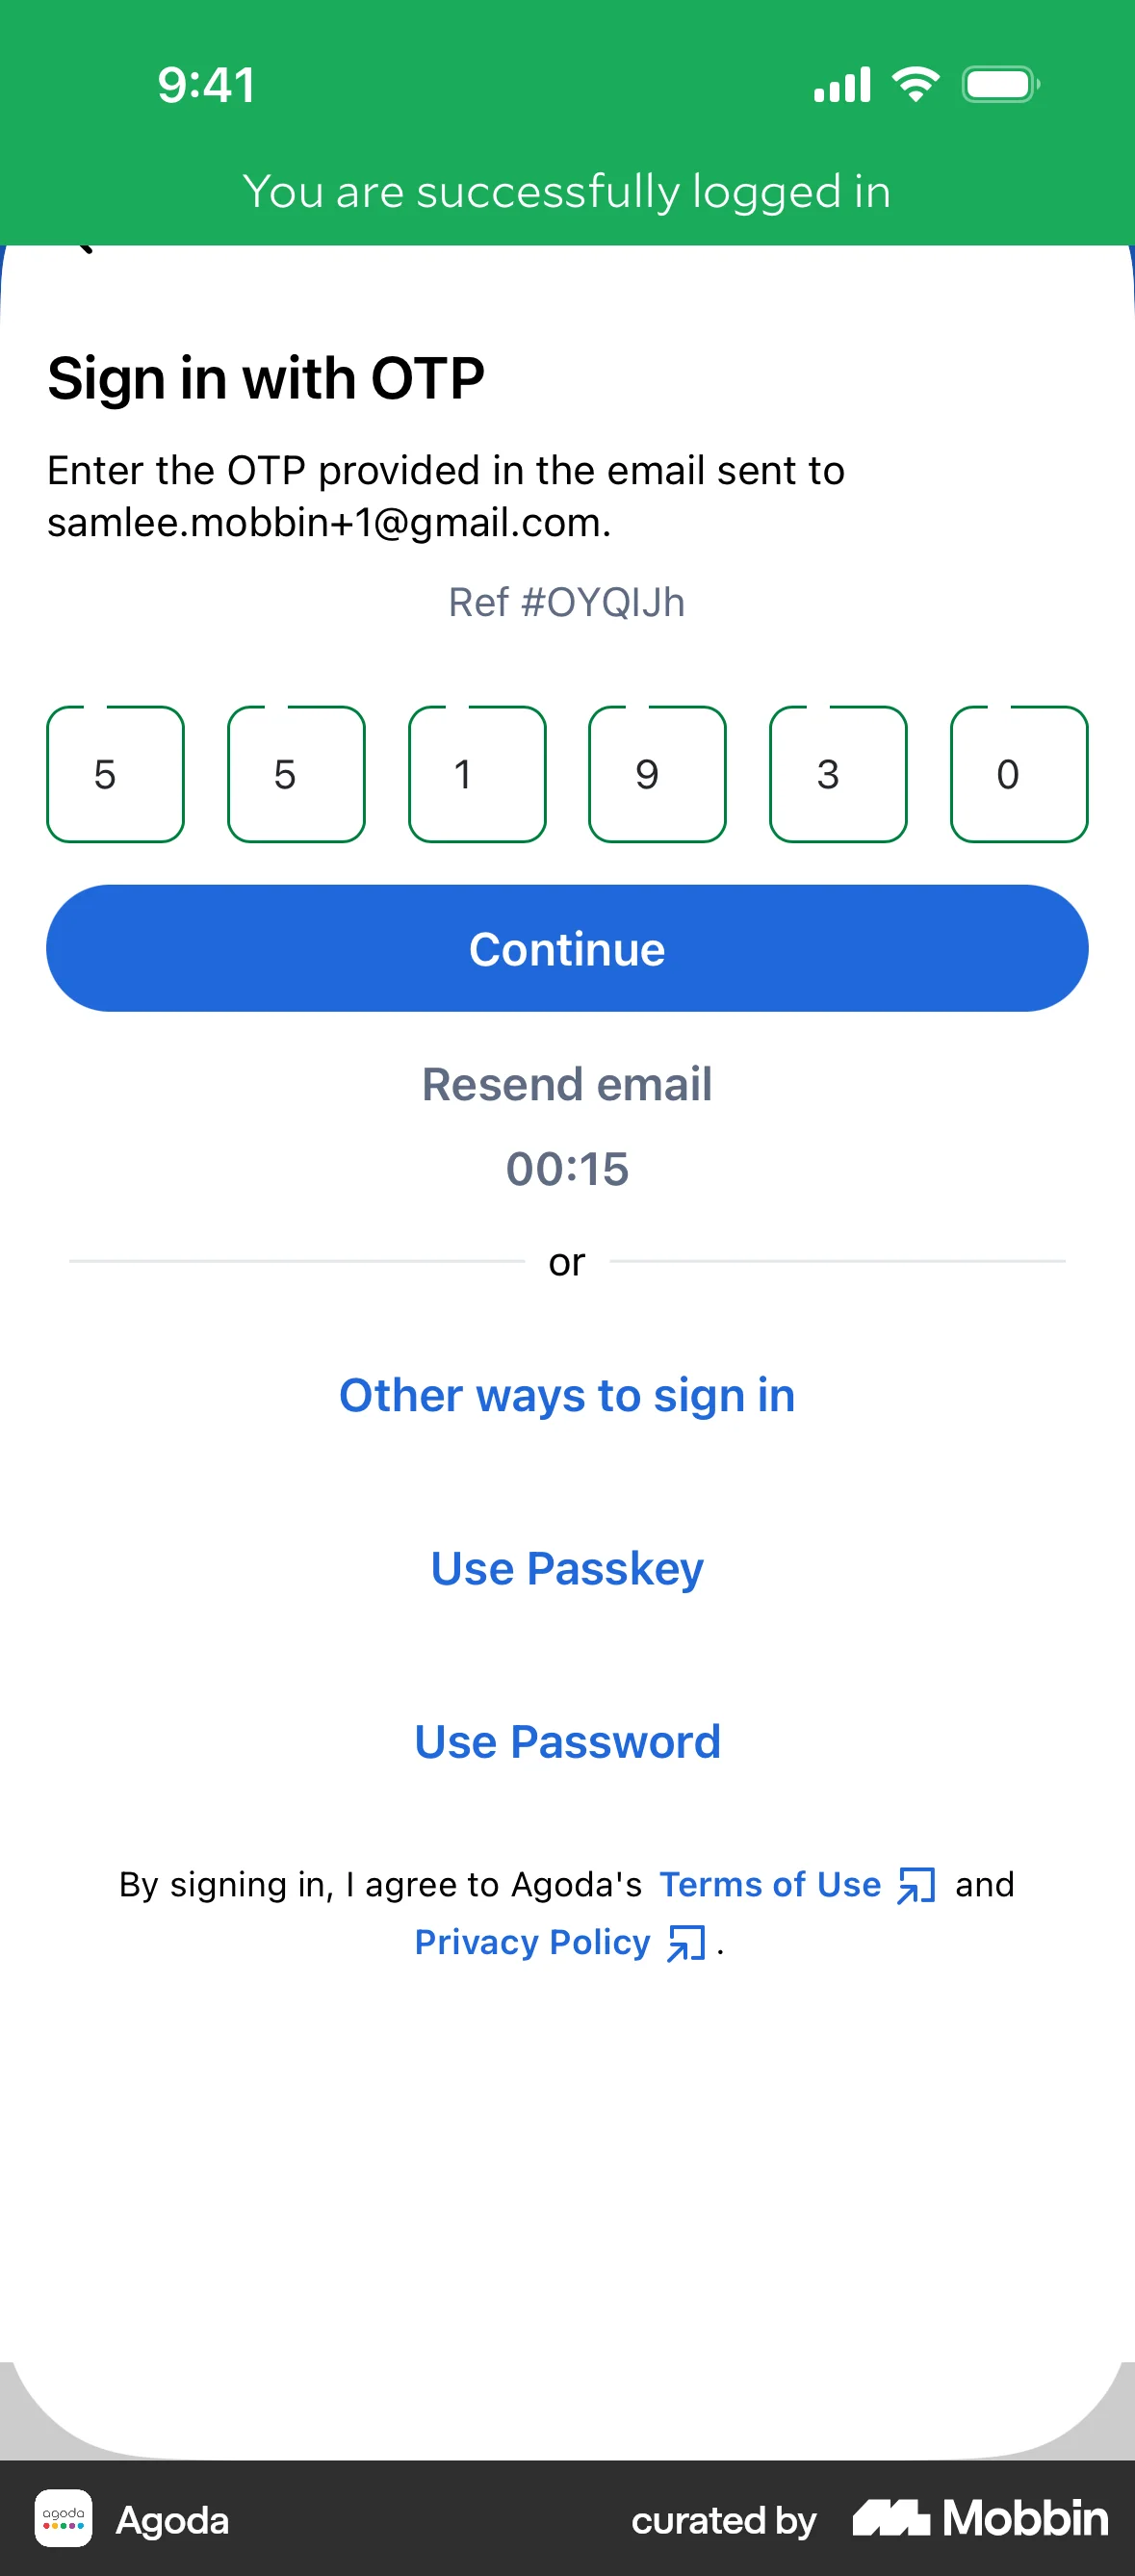 9:41
You are successfully logged in
Sign in with OTP
Enter the OTP provided in the email sent to
samlee.mobbin+1@gmail.com.
Ref #OYQIJh
5 5 1 9 3 0
Continue
Resend email
00:15
or
Other ways to sign in
Use Passkey
Use Password
By signing in, I agree to Agoda's Terms of Use and
Privacy Policy .
agoda
Agoda
curated by Mobbin